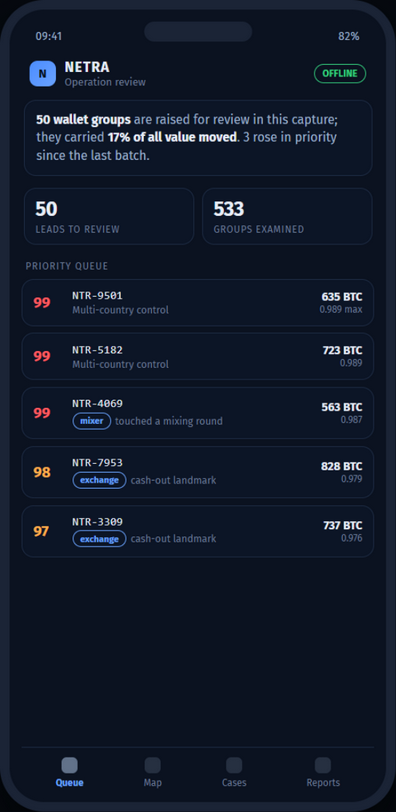 09:41
82%
N
NETRA
Operation review
OFFLINE
50 wallet groups are raised for review in this capture;
they carried 17% of all value moved. 3 rose in priority
since the last batch.
50
LEADS TO REVIEW
533
GROUPS EXAMINED
PRIORITY QUEUE
99
NTR-9501
Multi-country control
635 BTC
0.989 max
99
NTR-5182
Multi-country control
723 BTC
0.989
99
NTR-4069
mixer touched a mixing round
563 BTC
0.987
98
NTR-7953
exchange cash-out landmark
828 BTC
0.979
97
NTR-3309
exchange cash-out landmark
737 BTC
0.976
Queue
Map
Cases
Reports